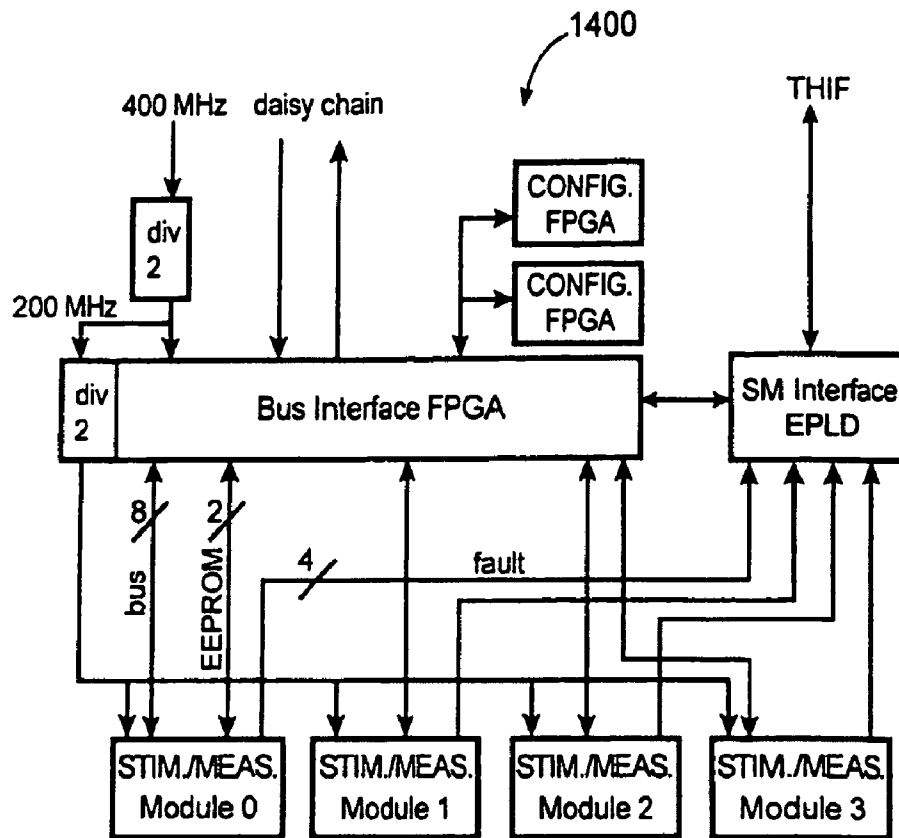 1400
400 MHz
daisy chain
THIF
CONFIG.
FPGA
div
2
CONFIG.
FPGA
200 MHz
div
2
Bus Interface FPGA
SM Interface
EPLD
8
2
4
fault
bus
EEPROM
STIM./MEAS.
Module 0
STIM./MEAS.
Module 1
STIM./MEAS.
Module 2
STIM./MEAS.
Module 3